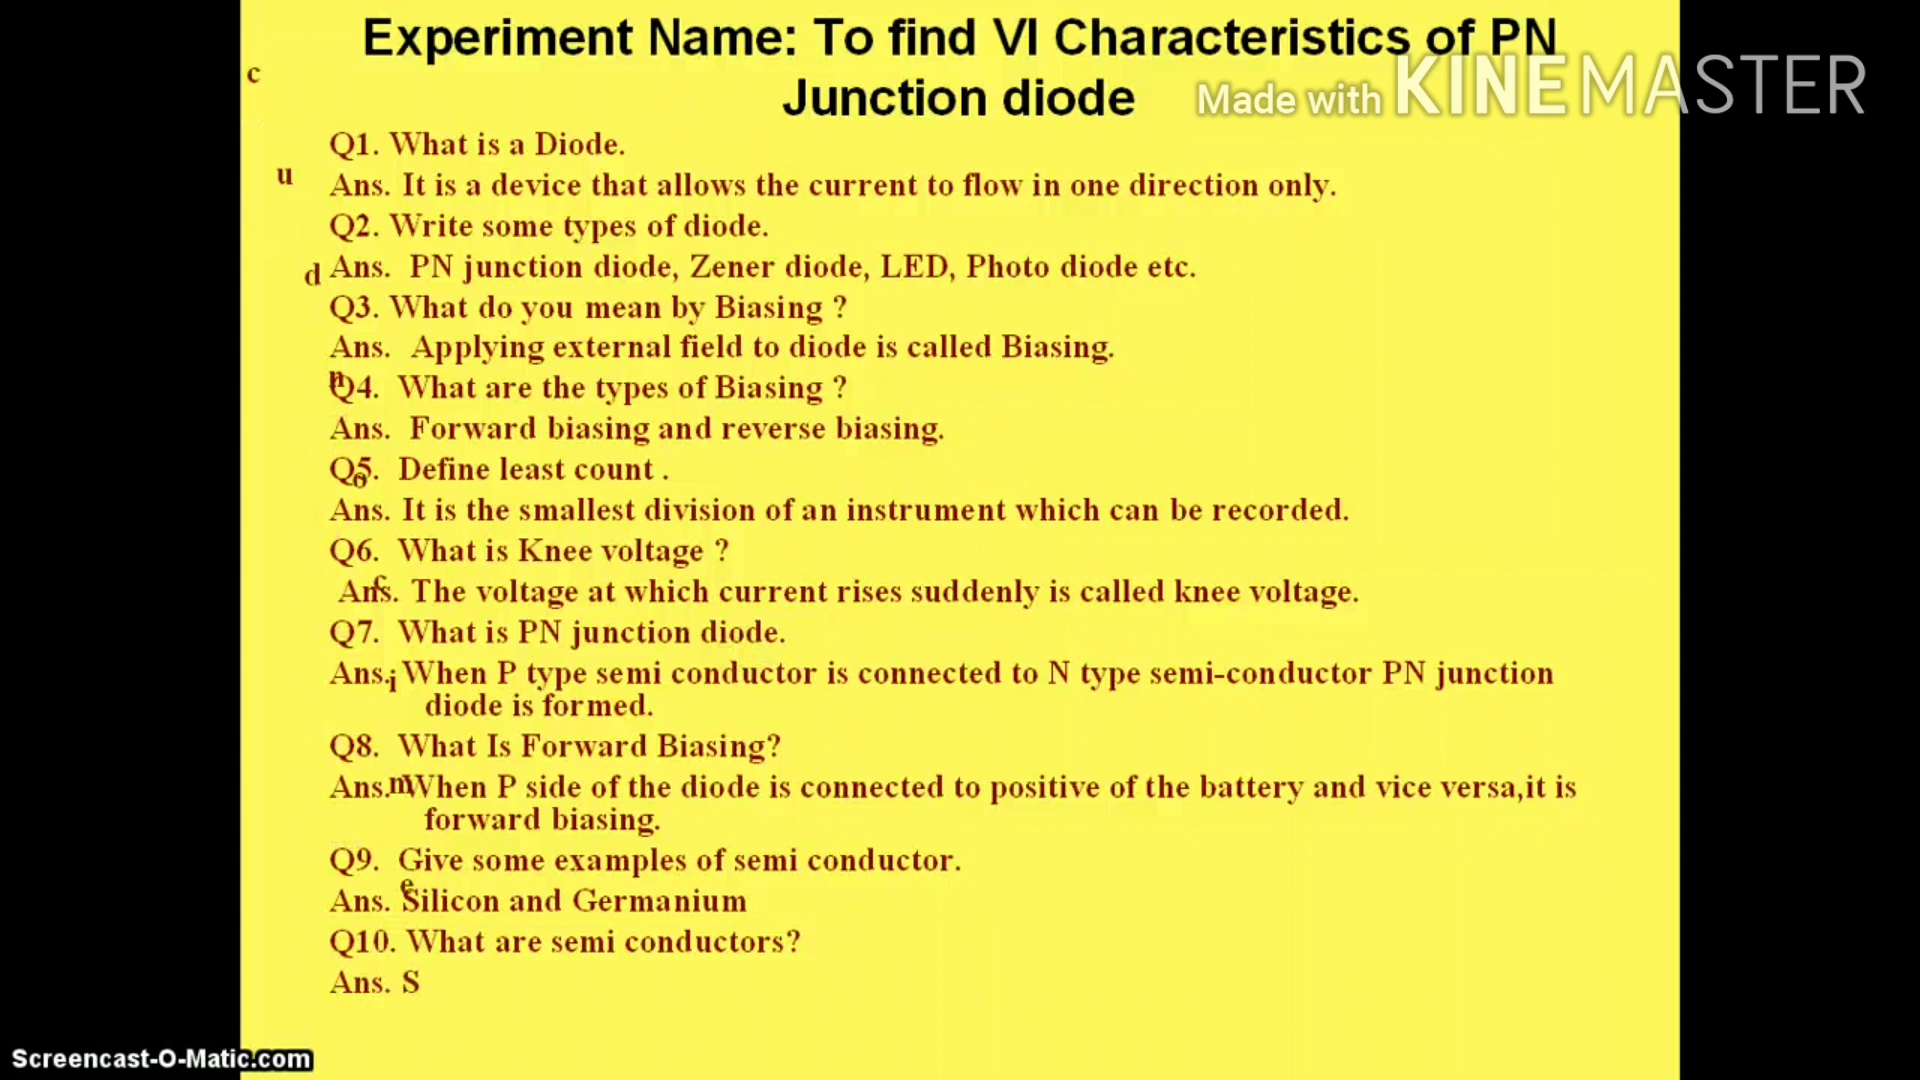 Experiment Name: To find VI Characteristics of PN
Junction diode
Made with KINEMASTER
c
Q1. What is a Diode.
u
Ans. It is a device that allows the current to flow in one direction only.
Q2. Write some types of diode.
d
Ans. PN junction diode, Zener diode, LED, Photo diode etc.
Q3. What do you mean by Biasing ?
Ans. Applying external field to diode is called Biasing.
n
Q4. What are the types of Biasing ?
Ans. Forward biasing and reverse biasing.
Q5. Define least count .
o
Ans. It is the smallest division of an instrument which can be recorded.
Q6. What is Knee voltage ?
Ans. The voltage at which current rises suddenly is called knee voltage.
Q7. What is PN junction diode.
Ans. When P type semi conductor is connected to N type semi-conductor PN junction
i
diode is formed.
Q8. What Is Forward Biasing?
Ans. When P side of the diode is connected to positive of the battery and vice versa,it is
m
forward biasing.
Q9. Give some examples of semi conductor.
e
Ans. Silicon and Germanium
Q10. What are semi conductors?
Ans. S
Screencast-O-Matic.com